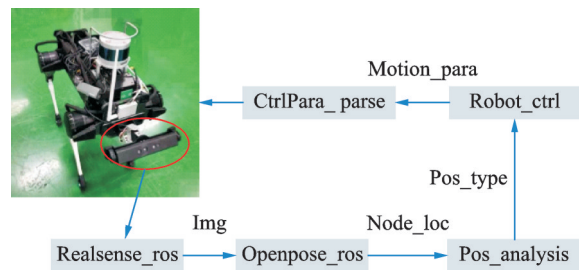 Motion_para
CtrlPara_ parse
Robot_ctrl
Pos_type
Img
Node_loc
Realsense_ros
Openpose_ros
Pos_analysis